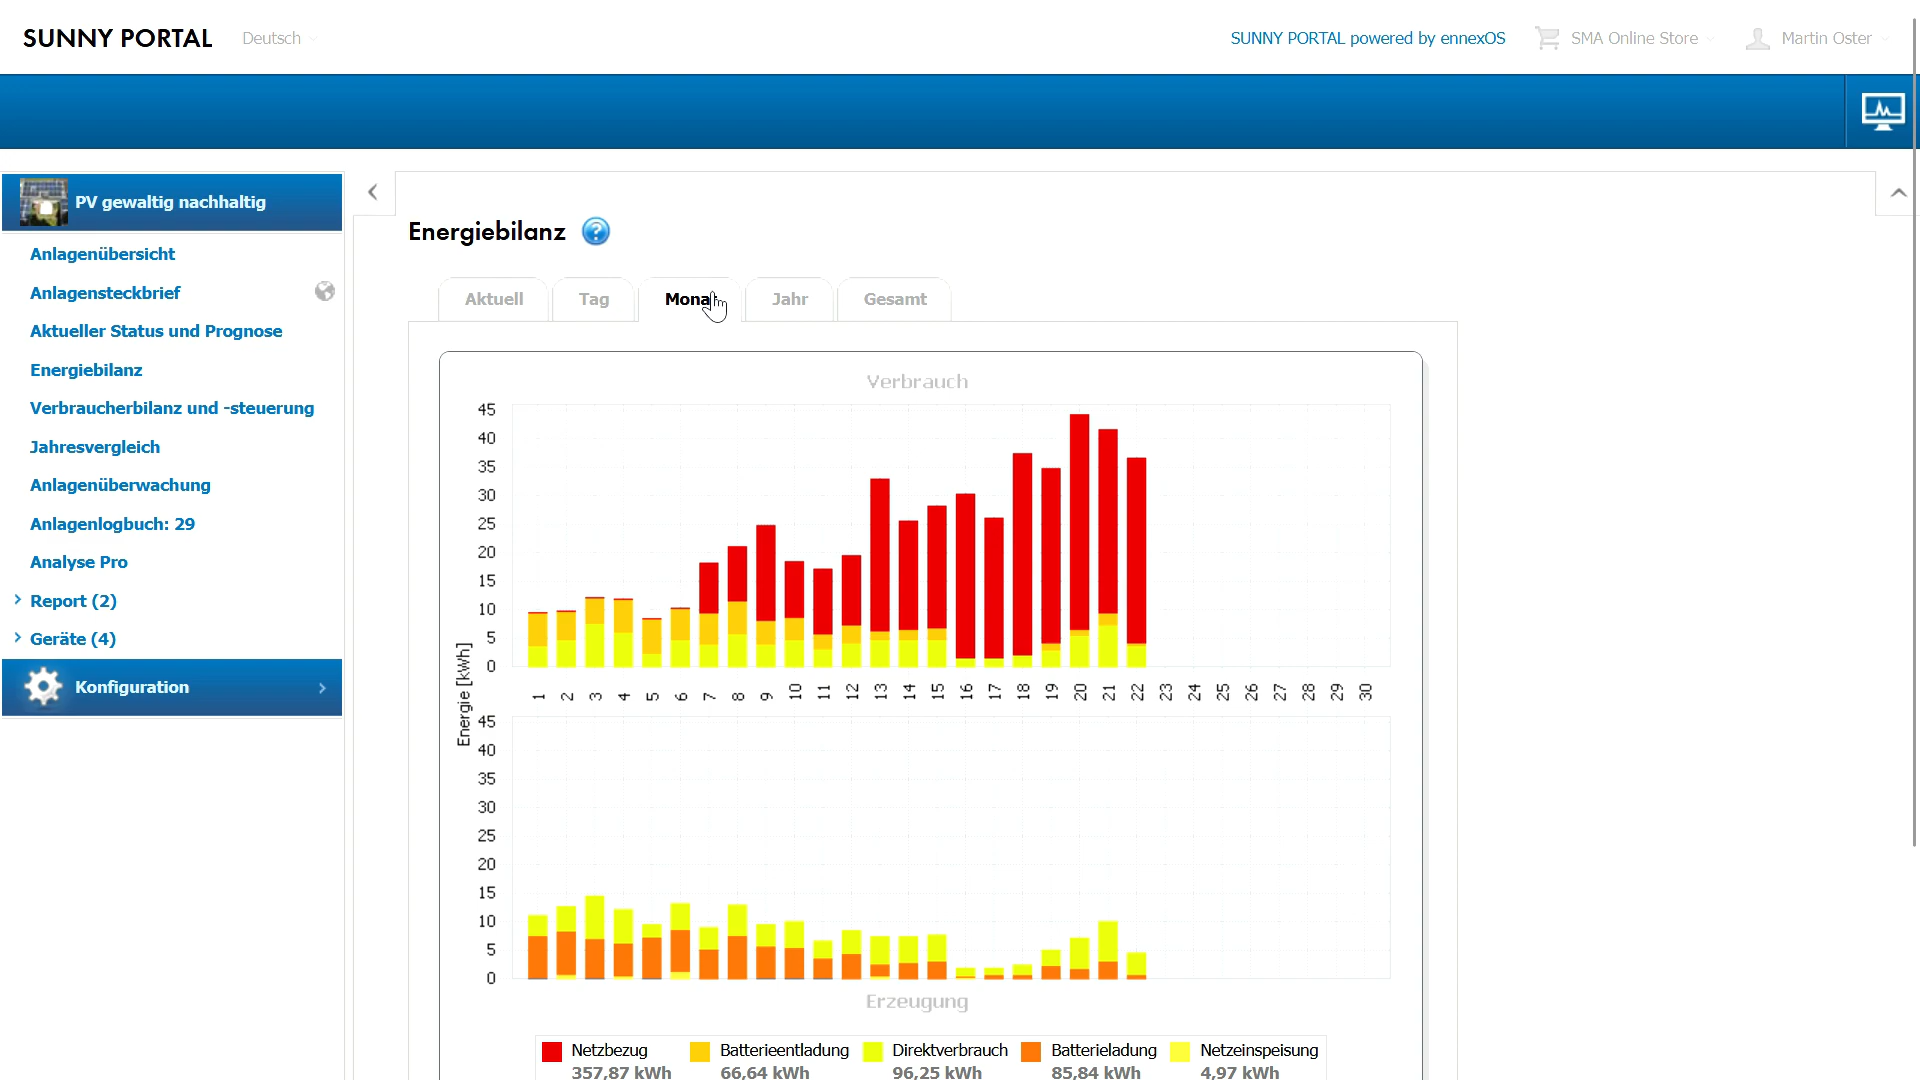 SUNNY PORTAL
Deutsch
SUNNY PORTAL powered by ennexOS
SMA Online Store
Martin Oster
PV gewaltig nachhaltig
Anlagenübersicht
Anlagensteckbrief
Aktueller Status und Prognose
Energiebilanz
Verbraucherbilanz und -steuerung
Jahresvergleich
Anlagenüberwachung
Anlagenlogbuch: 29
Analyse Pro
Report (2)
Geräte (4)
Konfiguration
Energiebilanz
?
Aktuell Tag Monat Jahr Gesamt
Verbrauch
45
40
35
30
25
20
15
10
5
0
1 2 3 4 5 6 7 8 9 10 11 12 13 14 15 16 17 18 19 20 21 22 23 24 25 26 27 28 29 30
Energie [kWh]
45
40
35
30
25
20
15
10
5
0
Erzeugung
Netzbezug Batterieentladung Direktverbrauch Batterieladung Netzeinspeisung
357,87 kWh 66,64 kWh 96,25 kWh 85,84 kWh 4,97 kWh